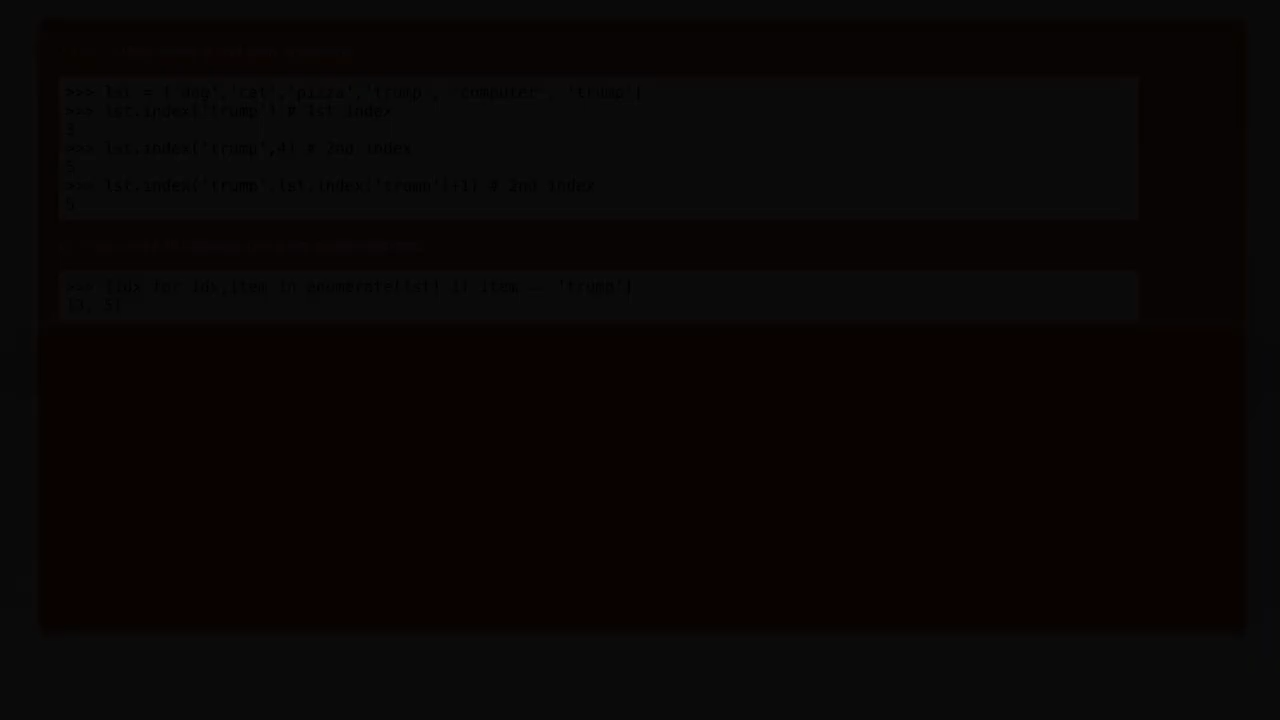 >>> lst = ['dog','cat','pizza','trump', 'computer', 'trump']
>>> lst.index('trump') # 1st index
3
>>> lst.index('trump',4) # 2nd index
5
>>> lst.index('trump',lst.index('trump')+1) # 2nd index
5
>>> [idx for idx,item in enumerate(lst) if item == 'trump']
[3, 5]